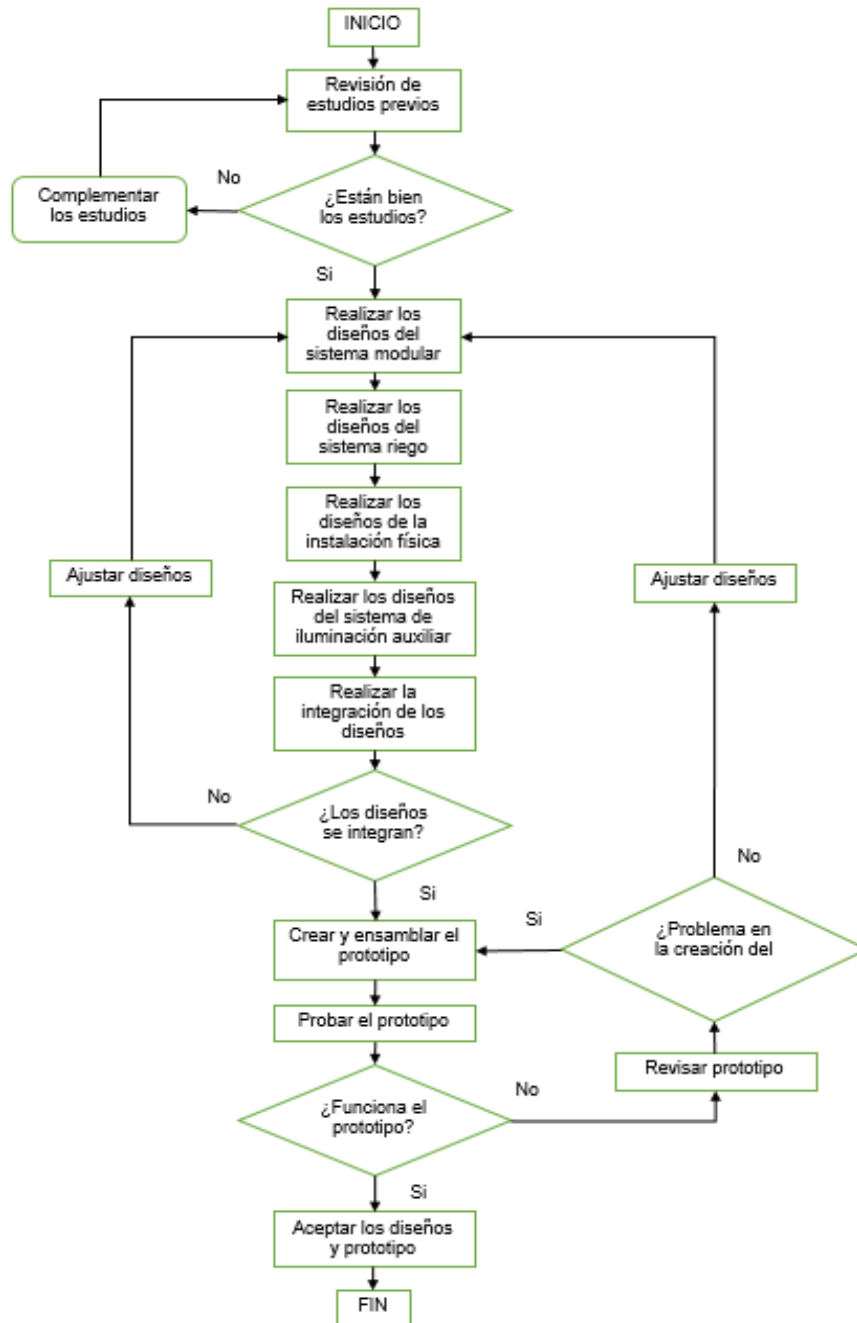 INICIO
Revisión de
estudios previos
No
Complementar
los estudios
¿Están bien
los estudios?
Si
Realizar los
diseños del
sistema modular
Realizar los
diseños del
sistema riego
Realizar los
diseños de la
instalación física
Ajustar diseños
Ajustar diseños
Realizar los diseños
del sistema de
iluminación auxiliar
Realizar la
integración de los
diseños
No
¿Los diseños
se integran?
No
Si
Si
¿Problema en
la creación del
Crear y ensamblar el
prototipo
Probar el prototipo
Revisar prototipo
No
¿Funciona el
prototipo?
Si
Aceptar los diseños
y prototipo
FIN